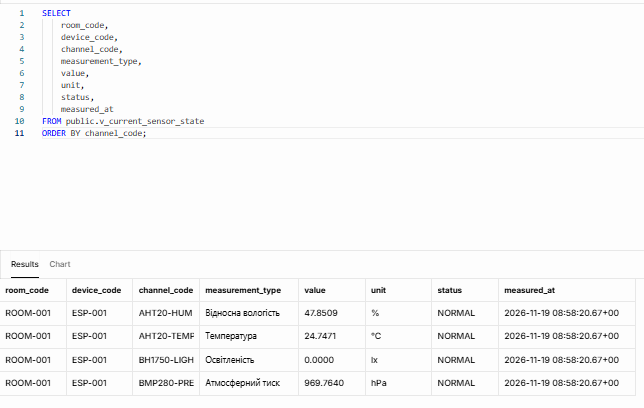 1 SELECT
2 room_code,
3 device_code,
4 channel_code,
5 measurement_type,
6 value,
7 unit,
8 status,
9 measured_at
10 FROM public.v_current_sensor_state
11 ORDER BY channel_code;
Results Chart
room_code device_code channel_code measurement_type value unit status measured_at
ROOM-001 ESP-001 AHT20-HUM Відносна вологість 47.8509 % NORMAL 2026-11-19 08:58:20.67+00
ROOM-001 ESP-001 AHT20-TEMF Температура 24.7471 °C NORMAL 2026-11-19 08:58:20.67+00
ROOM-001 ESP-001 BH1750-LIGH Освітленість 0.0000 lx NORMAL 2026-11-19 08:58:20.67+00
ROOM-001 ESP-001 BMP280-PRE Атмосферний тиск 969.7640 hPa NORMAL 2026-11-19 08:58:20.67+00